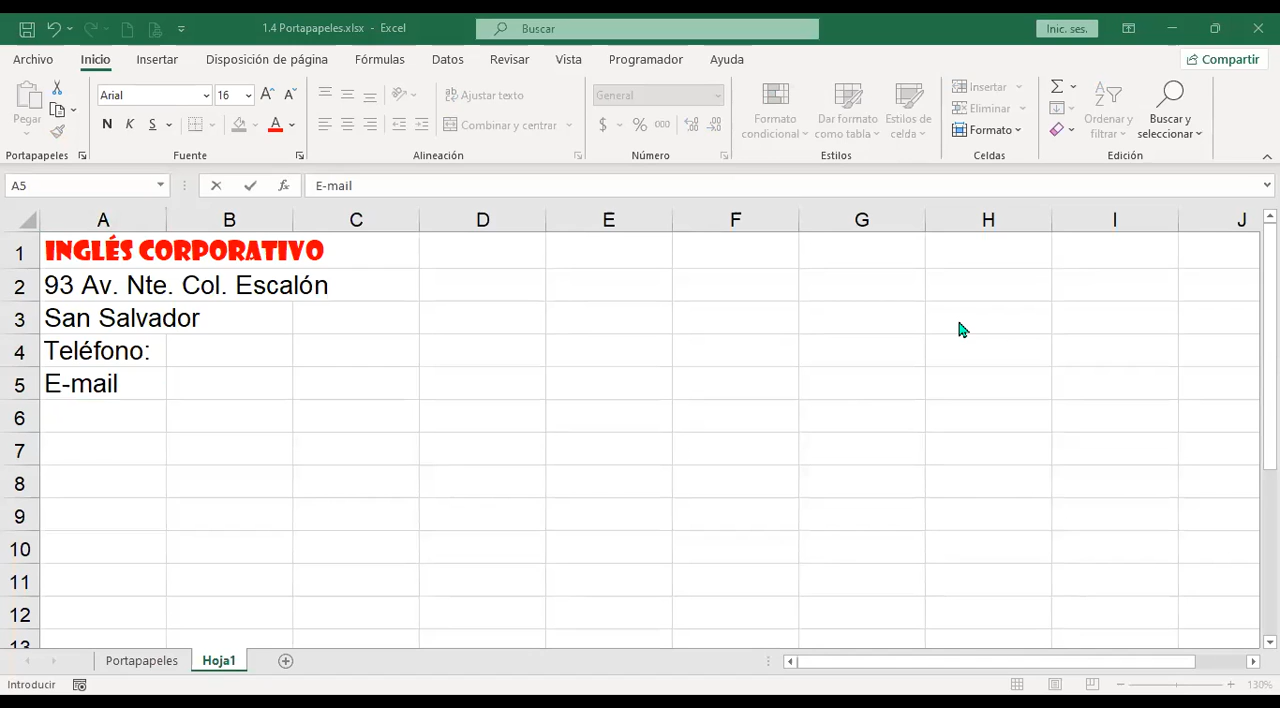 1.4 Portapapeles.xlsx - Excel
Buscar
Inic. ses.
Archivo Inicio Insertar Disposición de página Fórmulas Datos Revisar Vista Programador Ayuda
Compartir
Pegar
Portapapeles
Arial 16
N K S
Fuente
Ajustar texto
Combinar y centrar
Alineación
General
$ % 000
Número
Formato condicional
Dar formato como tabla
Estilos de celda
Estilos
Insertar
Eliminar
Formato
Celdas
Ordenar y filtrar
Buscar y seleccionar
Edición
A5 fx E-mail
A B C D E F G H I J
1 INGLÉS CORPORATIVO
2 93 Av. Nte. Col. Escalón
3 San Salvador
4 Teléfono:
5 E-mail
6
7
8
9
10
11
12
13
Portapapeles Hoja1
Introducir
130%